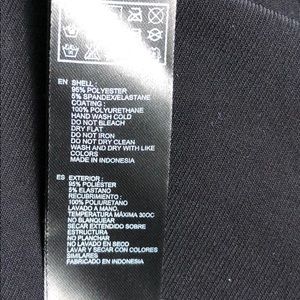 EN SHELL :
95% POLYESTER
5% SPANDEX/ELASTANE
COATING :
100% POLYURETHANE
HAND WASH COLD
DO NOT BLEACH
DRY FLAT
DO NOT IRON
DO NOT DRY CLEAN
WASH AND DRY WITH LIKE
COLORS
MADE IN INDONESIA
ES EXTERIOR :
95% POLIÉSTER
5% ELASTANO
RECUBRIMIENTO :
100% POLIURETANO
LAVADO A MANO.
TEMPERATURA MÁXIMA 30OC
NO BLANQUEAR
SECAR EXTENDIDO SOBRE
ESTRUCTURA
NO PLANCHAR
NO LAVADO EN SECO
LAVAR Y SECAR CON COLORES
SIMILARES
FABRICADO EN INDONESIA